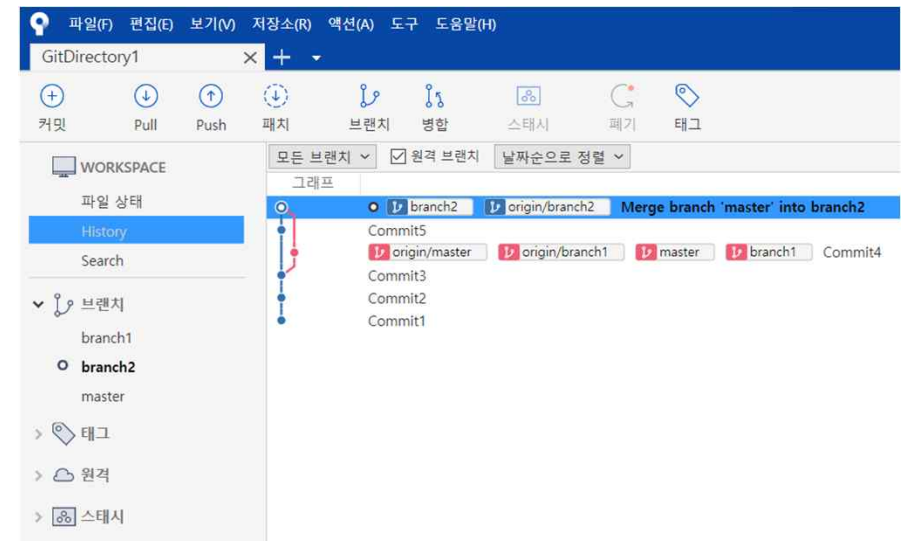 파일(F) 편집(E) 보기(V) 저장소(R) 액션(A) 도구 도움말(H)
GitDirectory1
커밋 Pull Push 패치 브랜치 병합 스태시 폐기 태그
WORKSPACE
파일 상태
History
Search
브랜치
branch1
branch2
master
태그
원격
스태시
모든 브랜치 원격 브랜치 날짜순으로 정렬
그래프
branch2 origin/branch2 Merge branch 'master' into branch2
Commit5
origin/master origin/branch1 master branch1 Commit4
Commit3
Commit2
Commit1